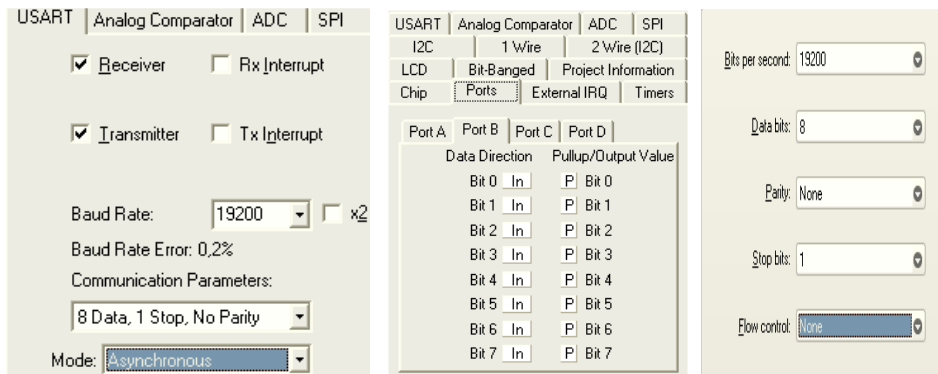 USART Analog Comparator ADC SPI
Receiver Rx Interrupt
Transmitter Tx Interrupt
Baud Rate: 19200 x2
Baud Rate Error: 0,2%
Communication Parameters:
8 Data, 1 Stop, No Parity
Mode: Asynchronous
USART Analog Comparator ADC SPI
I2C 1 Wire 2 Wire (I2C)
LCD Bit-Banged Project Information
Chip Ports External IRQ Timers
Port A Port B Port C Port D
Data Direction Pullup/Output Value
Bit 0 In P Bit 0
Bit 1 In P Bit 1
Bit 2 In P Bit 2
Bit 3 In P Bit 3
Bit 4 In P Bit 4
Bit 5 In P Bit 5
Bit 6 In P Bit 6
Bit 7 In P Bit 7
Bits per second: 19200
Data bits: 8
Parity: None
Stop bits: 1
Flow control: None